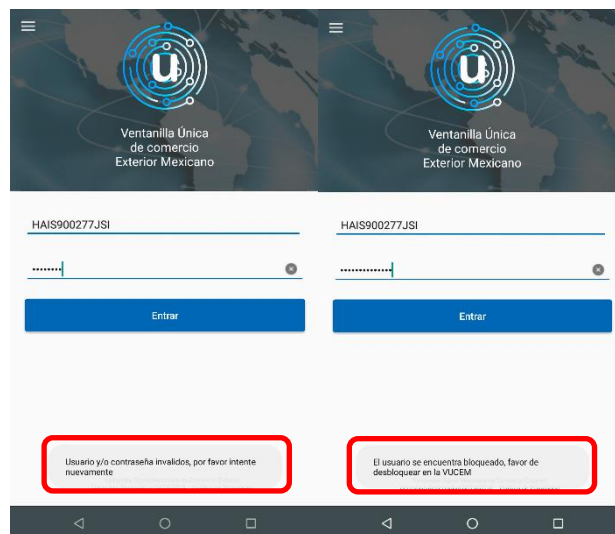 Ventanilla Única
de comercio
Exterior Mexicano
HAIS900277JSI
Entrar
Usuario y/o contraseña invalidos, por favor intente
nuevamente
Ventanilla Única
de comercio
Exterior Mexicano
HAIS900277JSI
Entrar
El usuario se encuentra bloqueado, favor de
desbloquear en la VUCEM